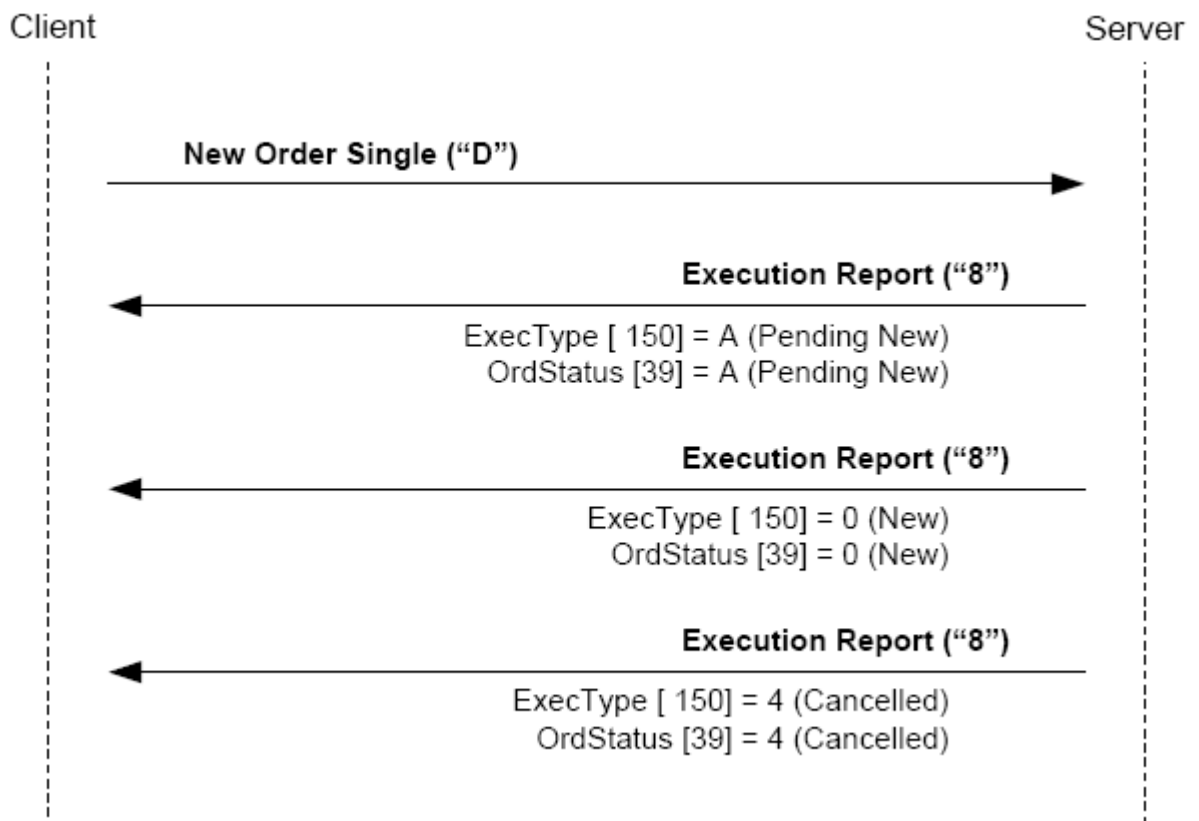 Client
Server
New Order Single (“D”)
Execution Report (“8”)
ExecType [ 150] = A (Pending New)
OrdStatus [39] = A (Pending New)
Execution Report (“8”)
ExecType [ 150] = 0 (New)
OrdStatus [39] = 0 (New)
Execution Report (“8”)
ExecType [ 150] = 4 (Cancelled)
OrdStatus [39] = 4 (Cancelled)